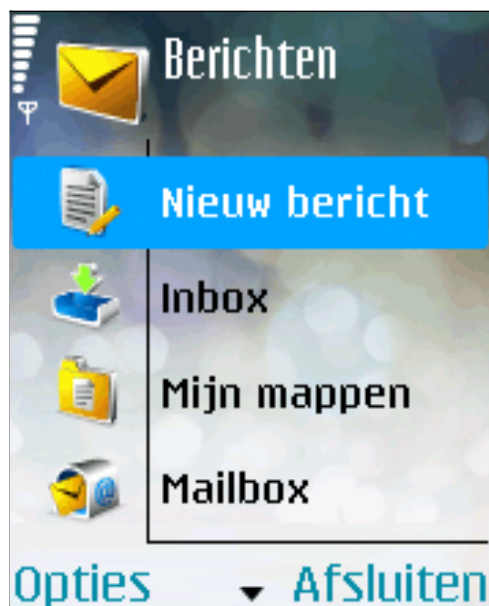 Berichten
Nieuw bericht
Inbox
Mijn mappen
Mailbox
Opties Afsluiten